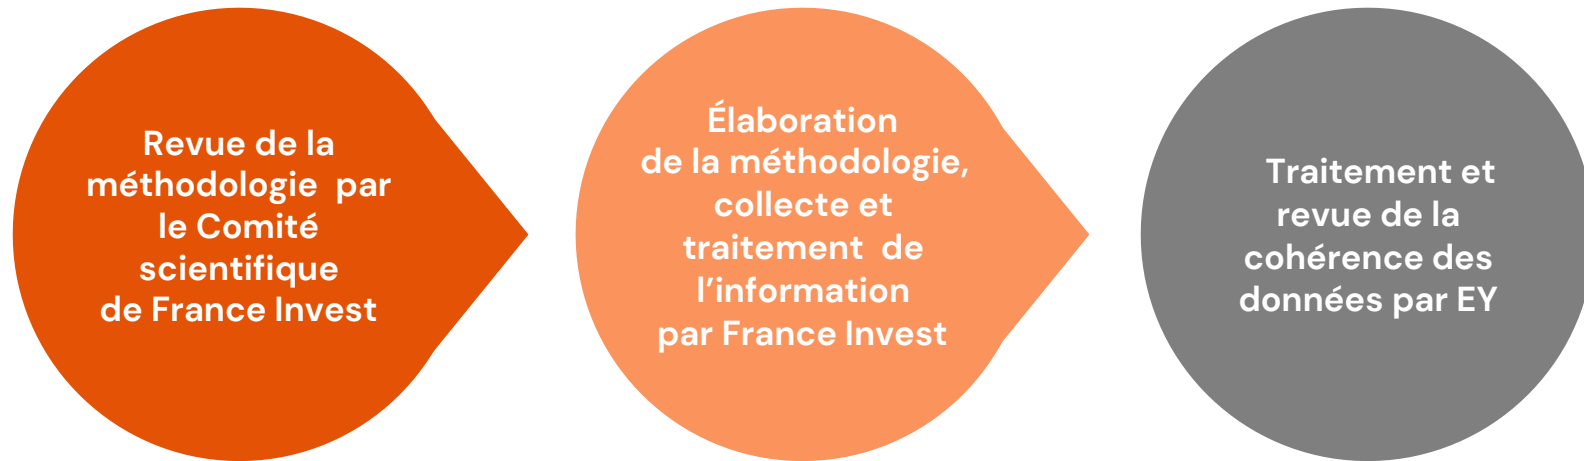 Revue de la
méthodologie  par
le Comité
scientifique
de France Invest
Élaboration
de la méthodologie,
collecte et
traitement  de
l’information
par France Invest
Traitement et
revue de la
cohérence des
données par EY